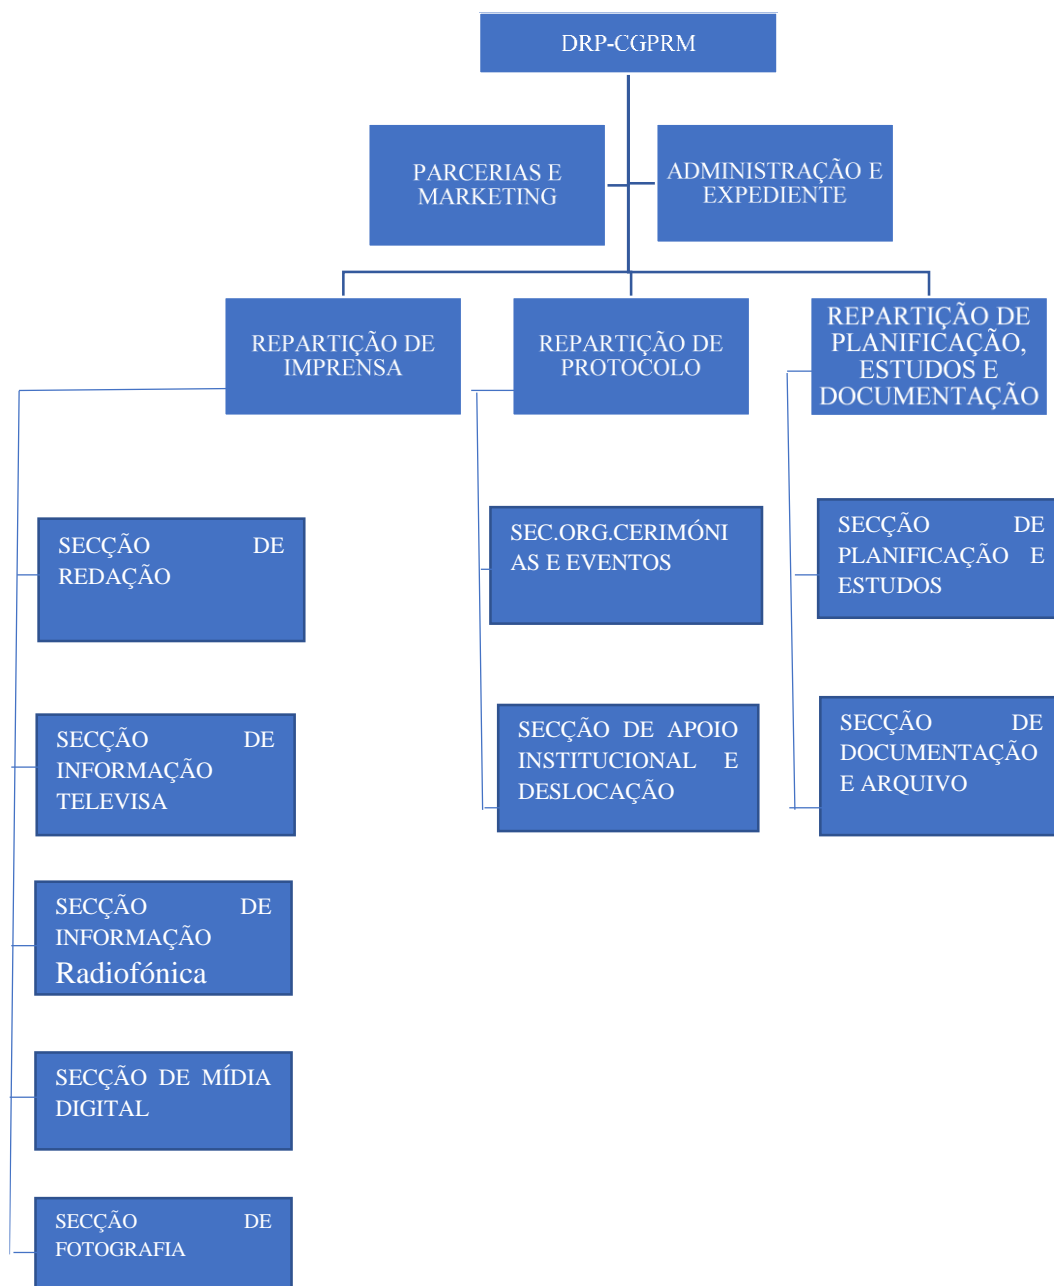 DRP-CGPRM
PARCERIAS E
MARKETING
ADMINISTRAÇÃO E
EXPEDIENTE
REPARTIÇÃO DE
IMPRENSA
REPARTIÇÃO DE
PROTOCOLO
REPARTIÇÃO DE
PLANIFICAÇÃO,
ESTUDOS E
DOCUMENTAÇÃO
SECÇÃO DE
REDAÇÃO
SECÇÃO DE
INFORMAÇÃO
TELEVISA
SECÇÃO DE
INFORMAÇÃO
Radiofónica
SECÇÃO DE MÍDIA
DIGITAL
SECÇÃO DE
FOTOGRAFIA
SEC.ORG.CERIMÓNI
AS E EVENTOS
SECÇÃO DE APOIO
INSTITUCIONAL E
DESLOCAÇÃO
SECÇÃO DE
PLANIFICAÇÃO E
ESTUDOS
SECÇÃO DE
DOCUMENTAÇÃO
E ARQUIVO